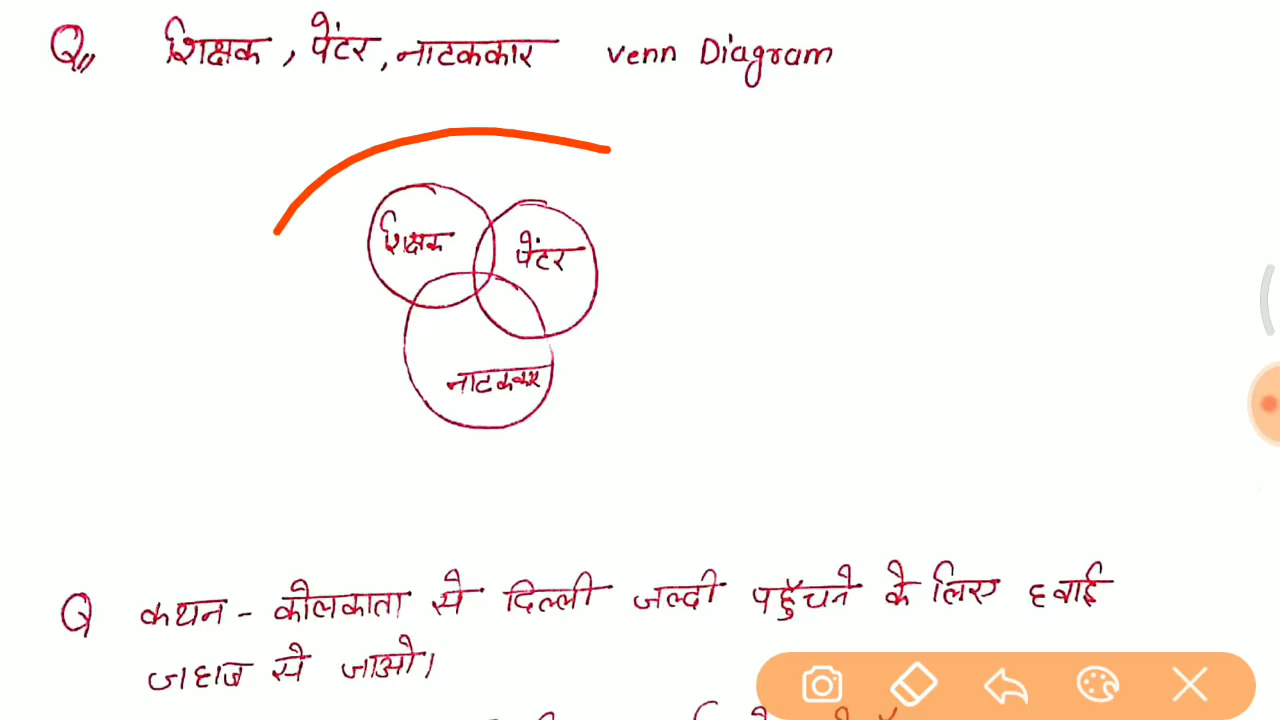 Q,, शिक्षक, पेंटर, नाटककार venn Diagram
शिक्षक
पेंटर
नाटककार
Q कथन - कोलकाता से दिल्ली जल्दी पहुँचने के लिए हवाई
जहाज से जाओ।